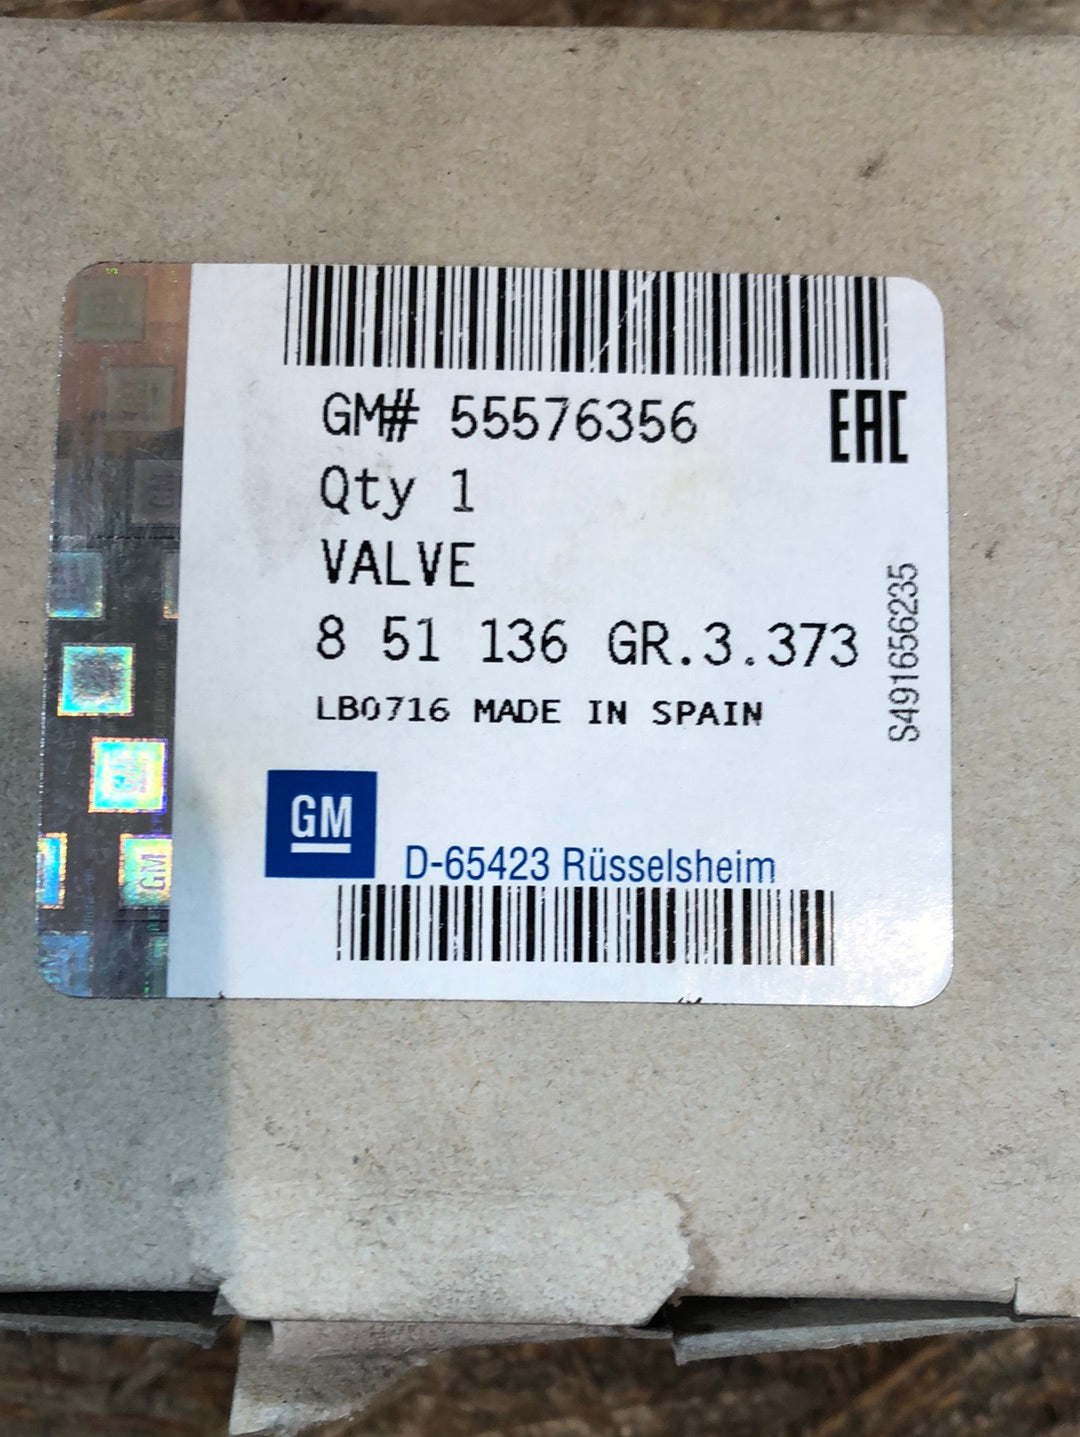 GM# 55576356
EAC
Qty 1
VALVE
8 51 136 GR.3.373
LB0716 MADE IN SPAIN
S491656235
GM
D-65423 Rüsselsheim
GM